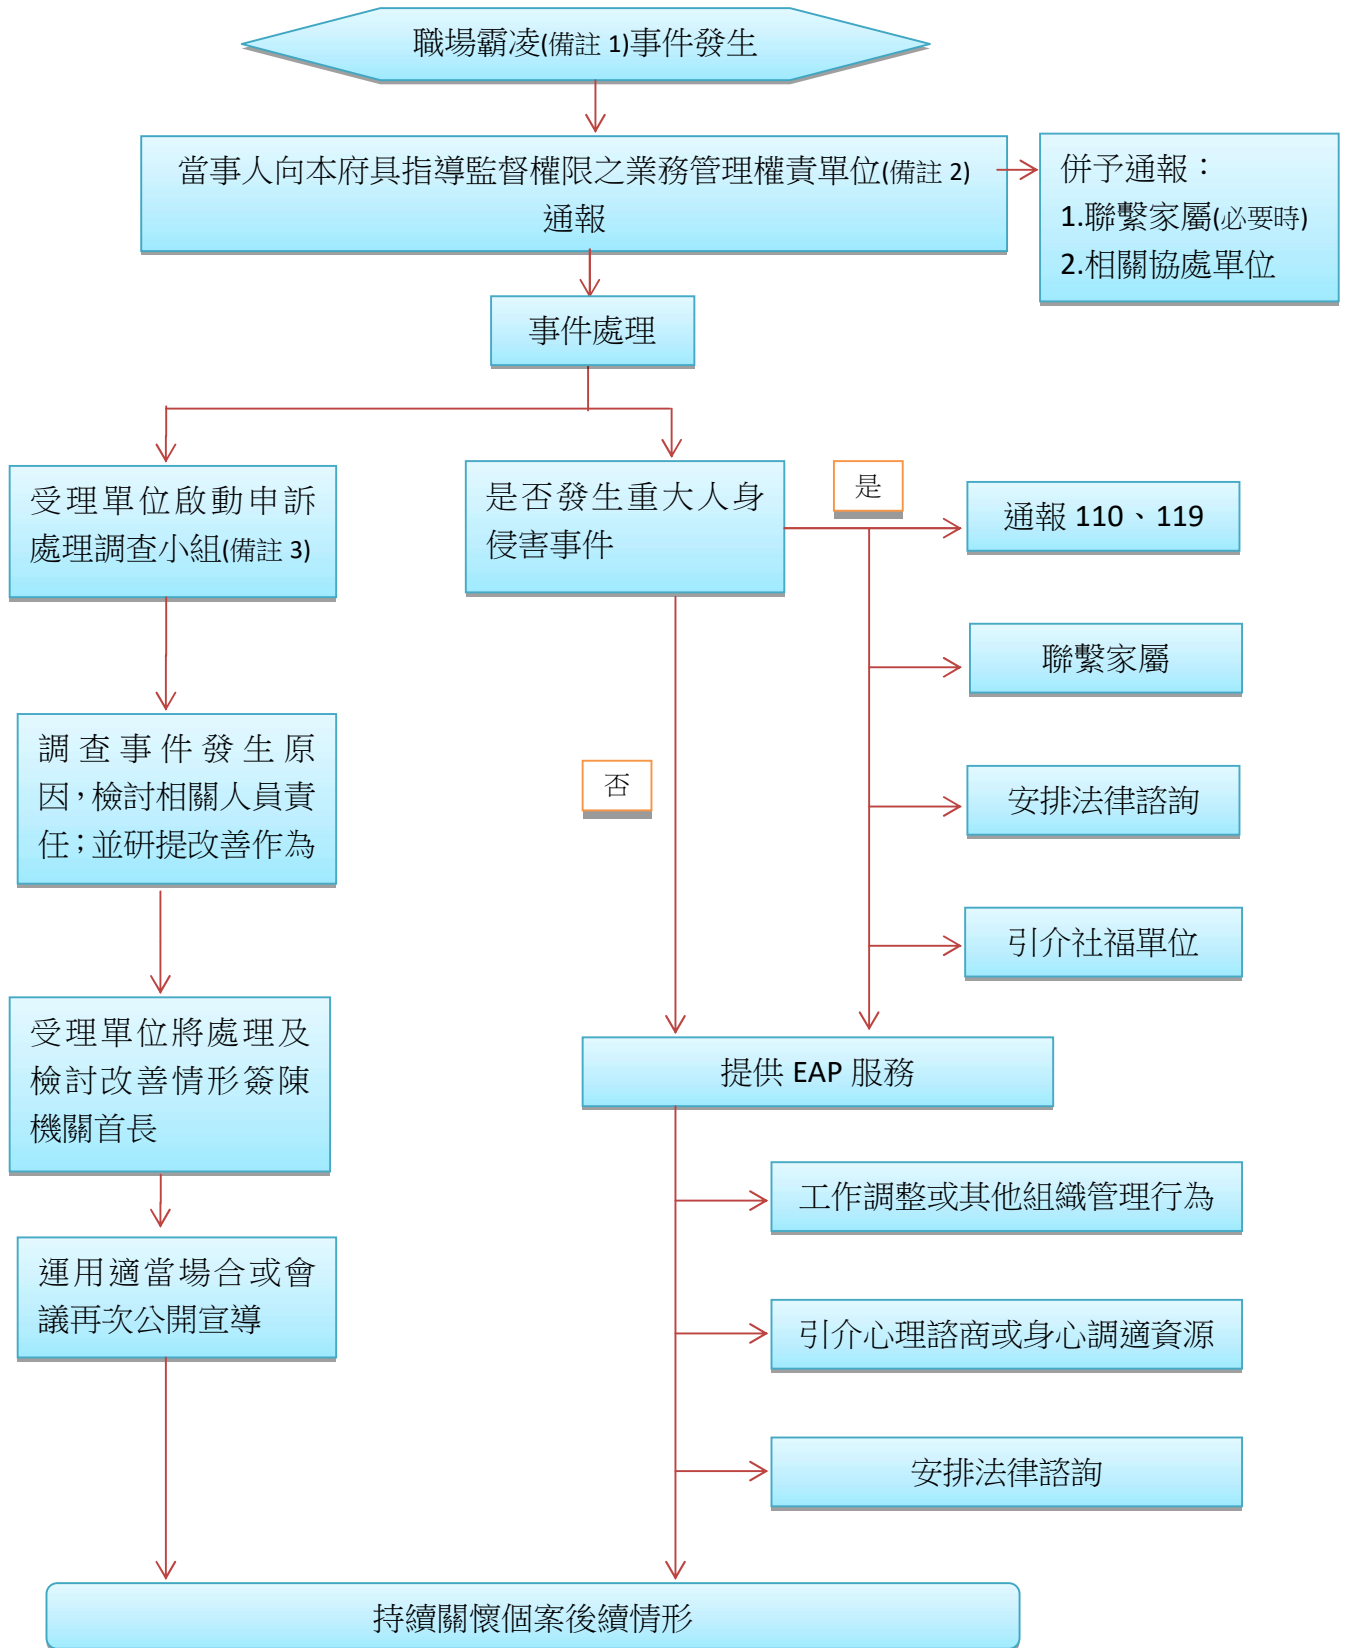 職場霸凌(備註 1)事件發生
當事人向本府具指導監督權限之業務管理權責單位(備註 2)
通報
併予通報：
1.聯繫家屬(必要時)
2.相關協處單位
事件處理
受理單位啟動申訴
處理調查小組(備註 3)
是否發生重大人身
侵害事件
是
通報 110、119
聯繫家屬
調查事件發生原
因，檢討相關人員責
任；並研提改善作為
否
安排法律諮詢
引介社福單位
受理單位將處理及
檢討改善情形簽陳
機關首長
提供 EAP 服務
工作調整或其他組織管理行為
運用適當場合或會
議再次公開宣導
引介心理諮商或身心調適資源
安排法律諮詢
持續關懷個案後續情形